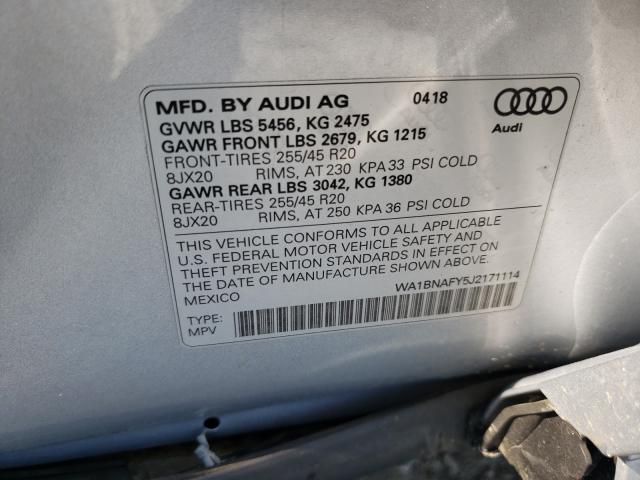 MFD. BY AUDI AG 0418
GVWR LBS 5456, KG 2475
GAWR FRONT LBS 2679, KG 1215
FRONT-TIRES 255/45 R20
8JX20 RIMS, AT 230 KPA 33 PSI COLD
GAWR REAR LBS 3042, KG 1380
REAR-TIRES 255/45 R20
8JX20 RIMS, AT 250 KPA 36 PSI COLD
Audi
THIS VEHICLE CONFORMS TO ALL APPLICABLE
U.S. FEDERAL MOTOR VEHICLE SAFETY AND
THEFT PREVENTION STANDARDS IN EFFECT ON
THE DATE OF MANUFACTURE SHOWN ABOVE.
MEXICO
WA1BNAFY5J2171114
TYPE:
MPV